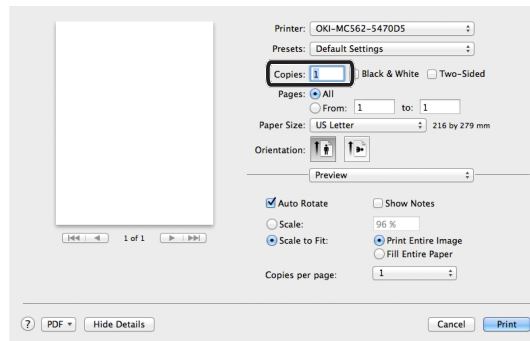 Printer: OKI-MC562-5470D5
Presets: Default Settings
Copies: 1 Black & White Two-Sided
Pages: All
From: 1 to: 1
Paper Size: US Letter 216 by 279 mm
Orientation:
Preview
Auto Rotate Show Notes
Scale: 96 %
Scale to Fit: Print Entire Image
Fill Entire Paper
Copies per page: 1
1 of 1
? PDF Hide Details Cancel Print